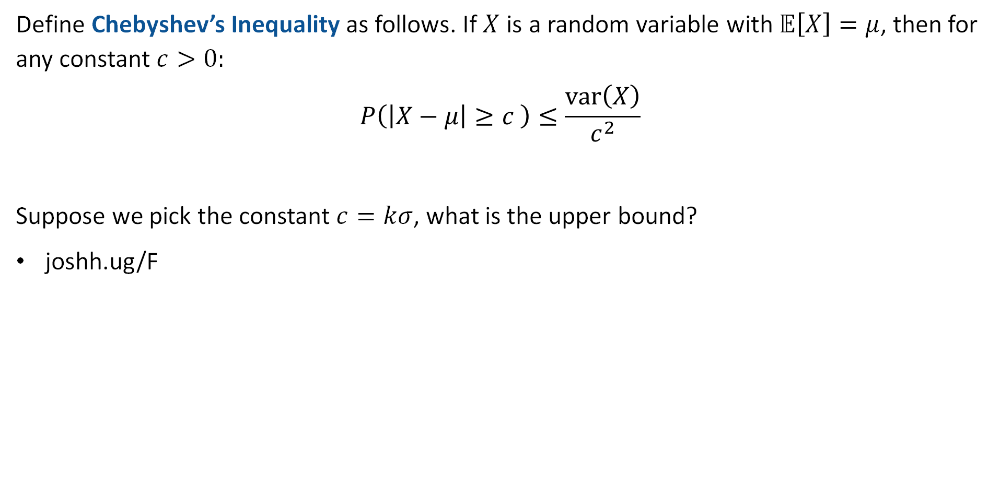 Define Chebyshev’s Inequality as follows. If X is a random variable with 𝔼[X] = μ, then for
any constant c > 0:
P(|X − μ| ≥ c ) ≤ var(X) / c²
Suppose we pick the constant c = kσ, what is the upper bound?
• joshh.ug/F